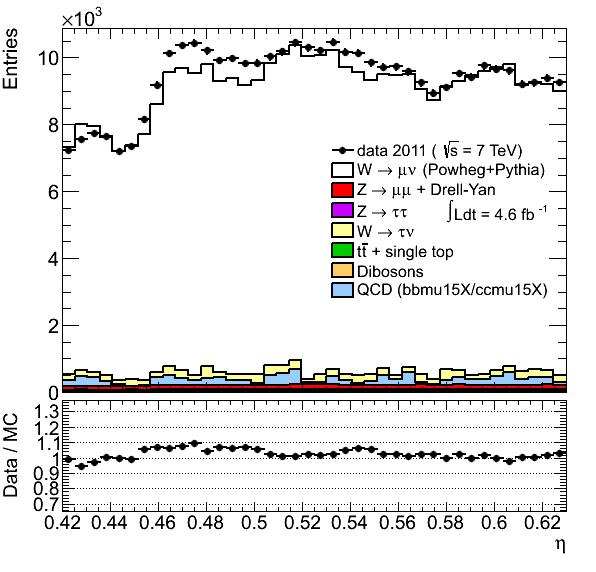 ×10³
Entries
10
8
6
4
2
0
data 2011 ( √s = 7 TeV)
W → μν (Powheg+Pythia)
Z → μμ + Drell-Yan
Z → ττ
∫Ldt = 4.6 fb⁻¹
W → τν
tt̄ + single top
Dibosons
QCD (bbmu15X/ccmu15X)
Data / MC
1.3
1.2
1.1
1
0.9
0.8
0.7
0.42 0.44 0.46 0.48 0.5 0.52 0.54 0.56 0.58 0.6 0.62
η